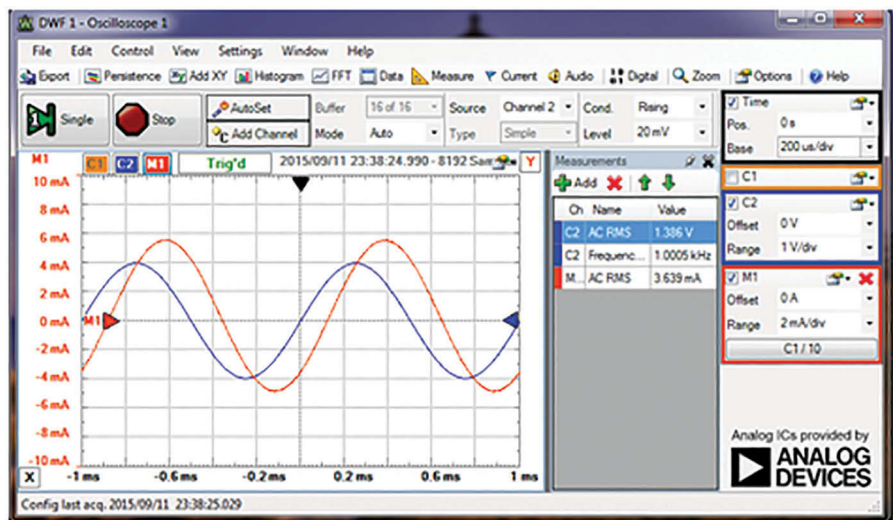 DWF 1 - Oscilloscope 1
File Edit Control View Settings Window Help
Export Persistence Add XY Histogram FFT Data Measure Current Audio Digital Zoom Options Help
1 Single Stop AutoSet Buffer 16 of 16 Source Channel 2 Cond. Rising
Add Channel Mode Auto Type Simple Level 20 mV
Time
Pos. 0 s
Base 200 us/div
M1 C1 C2 M1 Trig'd 2015/09/11 23:38:24.990 - 8192 Sam Y
10 mA
8 mA
6 mA
4 mA
2 mA
0 mA M1
-2 mA
-4 mA
-6 mA
-8 mA
-10 mA
X -1 ms -0.6 ms -0.2 ms 0.2 ms 0.6 ms 1 ms
Measurements
Add
Ch Name Value
C2 AC RMS 1.386 V
C2 Frequenc... 1.0005 kHz
M... AC RMS 3.639 mA
C1
C2
Offset 0 V
Range 1 V/div
M1
Offset 0 A
Range 2 mA/div
C1 / 10
Analog ICs provided by
ANALOG
DEVICES
Config last acq. 2015/09/11 23:38:25.029